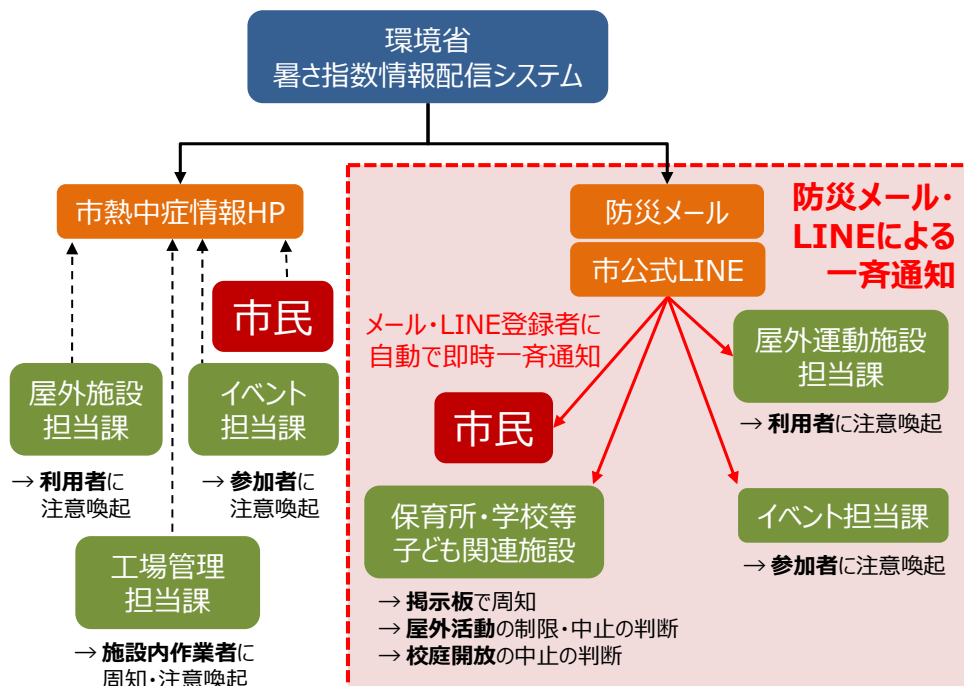 環境省
暑さ指数情報配信システム
市熱中症情報HP
市民
屋外施設
担当課
→ 利用者に
注意喚起
イベント
担当課
→ 参加者に
注意喚起
工場管理
担当課
→ 施設内作業者に
周知・注意喚起
防災メール・
LINEによる
一斉通知
防災メール
市公式LINE
メール・LINE登録者に
自動で即時一斉通知
市民
屋外運動施設
担当課
→ 利用者に注意喚起
保育所・学校等
子ども関連施設
→ 掲示板で周知
→ 屋外活動の制限・中止の判断
→ 校庭開放の中止の判断
イベント担当課
→ 参加者に注意喚起